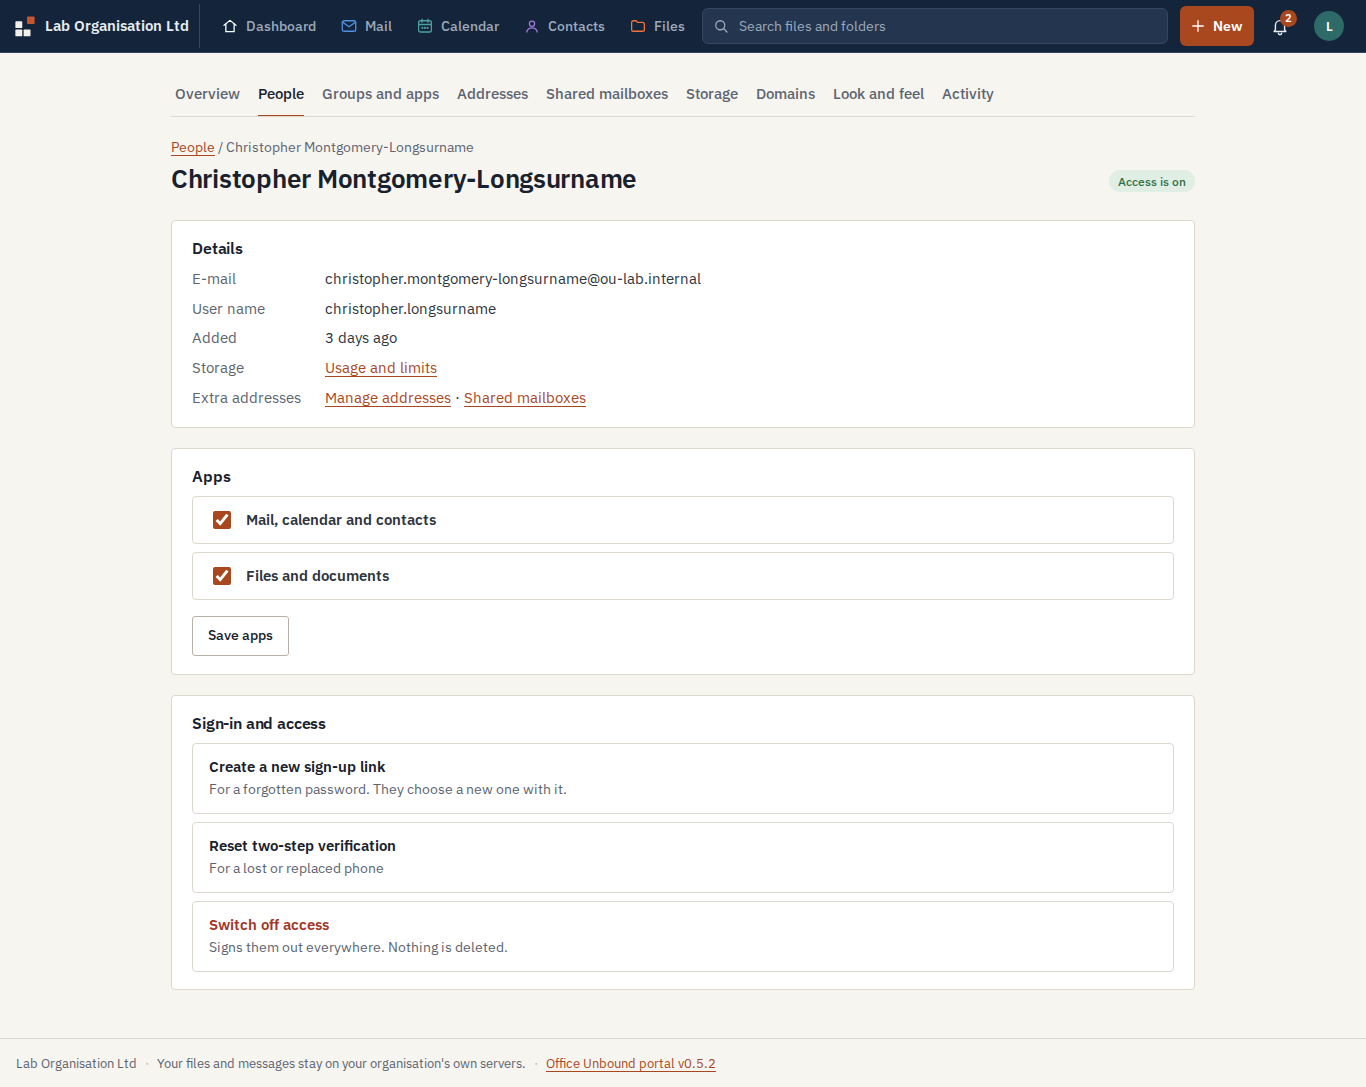 Lab Organisation Ltd
Dashboard
Mail
Calendar
Contacts
Files
Search files and folders
New
2
L
Overview
People
Groups and apps
Addresses
Shared mailboxes
Storage
Domains
Look and feel
Activity
People / Christopher Montgomery-Longsurname
Christopher Montgomery-Longsurname
Access is on
Details
E-mail christopher.montgomery-longsurname@ou-lab.internal
User name christopher.longsurname
Added 3 days ago
Storage Usage and limits
Extra addresses Manage addresses · Shared mailboxes
Apps
Mail, calendar and contacts
Files and documents
Save apps
Sign-in and access
Create a new sign-up link
For a forgotten password. They choose a new one with it.
Reset two-step verification
For a lost or replaced phone
Switch off access
Signs them out everywhere. Nothing is deleted.
Lab Organisation Ltd · Your files and messages stay on your organisation's own servers. · Office Unbound portal v0.5.2